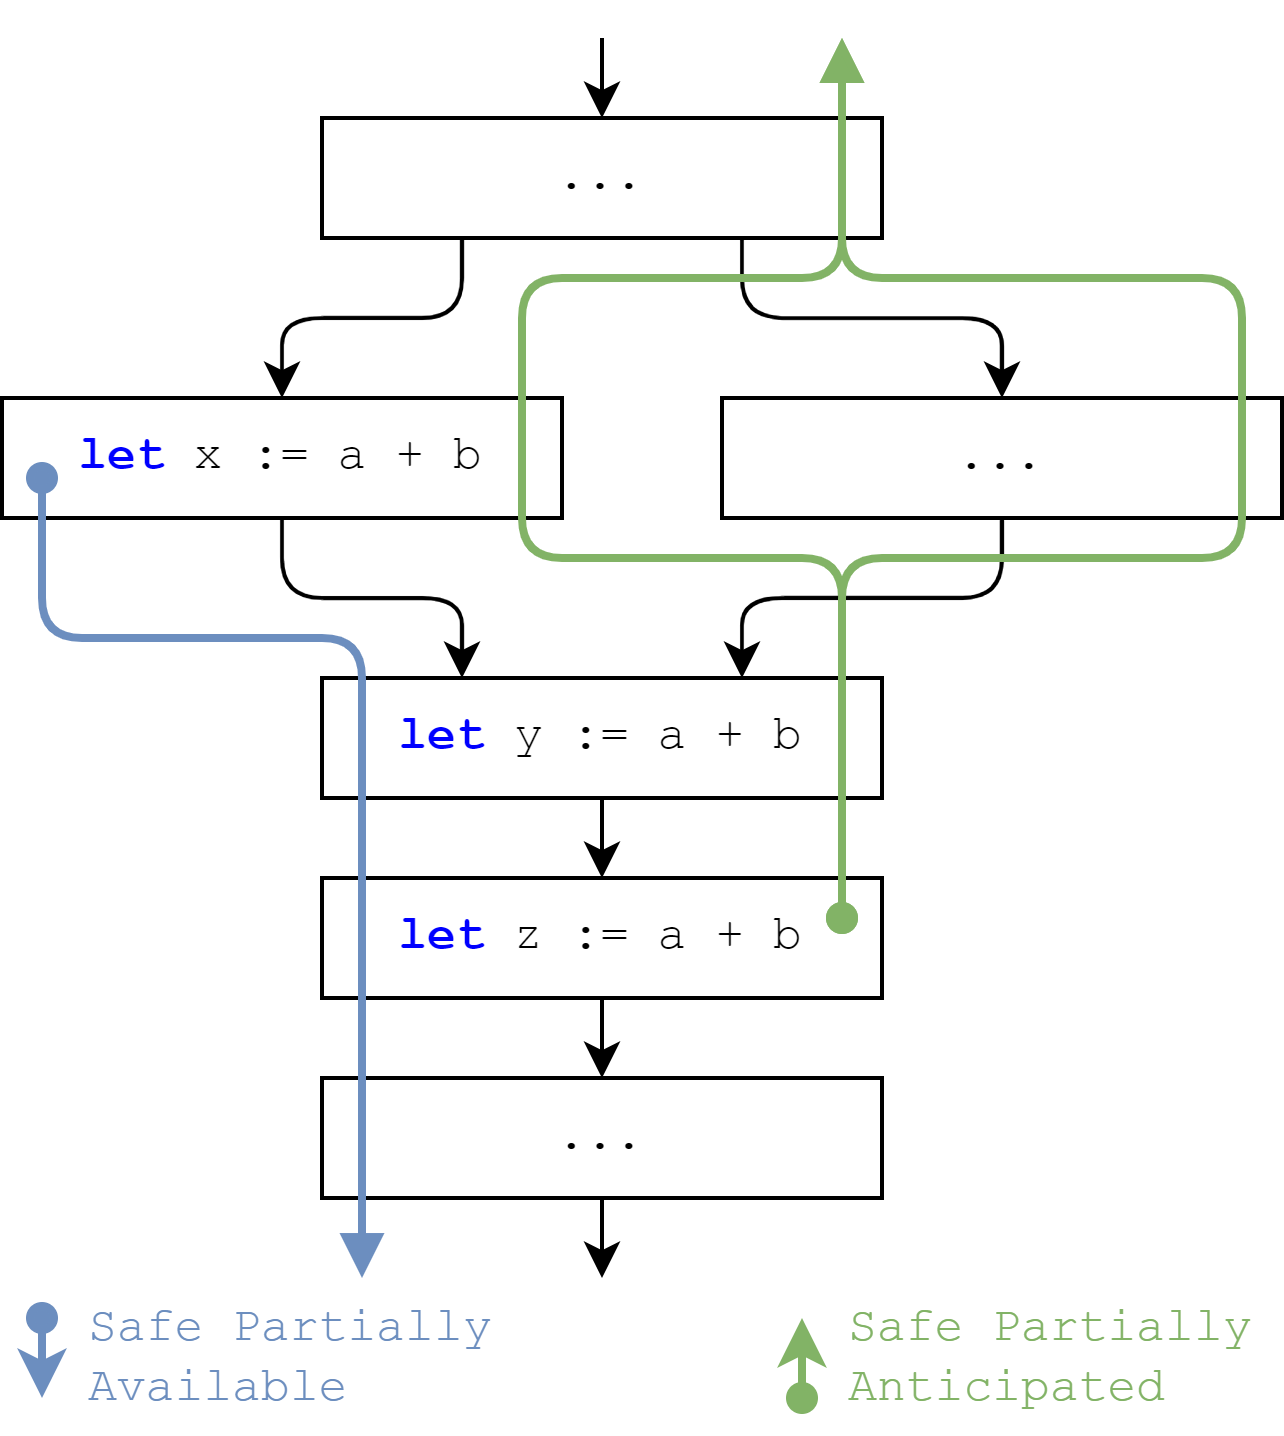 ...
let x := a + b
...
let y := a + b
let z := a + b
...
Safe Partially
Available
Safe Partially
Anticipated